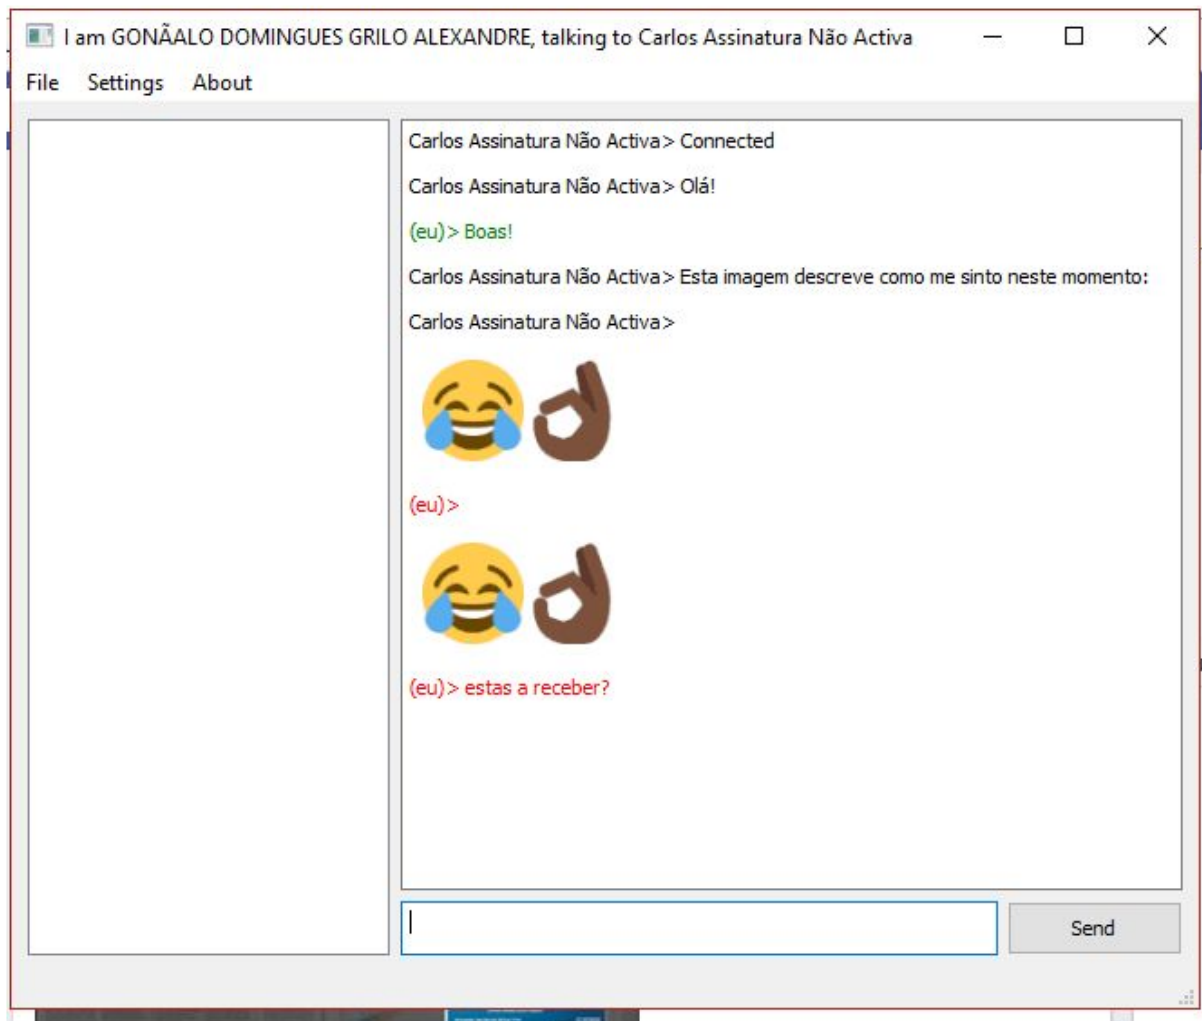 I am GONÃALO DOMINGUES GRILO ALEXANDRE, talking to Carlos Assinatura Não Activa
File Settings About
Carlos Assinatura Não Activa> Connected
Carlos Assinatura Não Activa> Olá!
(eu)> Boas!
Carlos Assinatura Não Activa> Esta imagem descreve como me sinto neste momento:
Carlos Assinatura Não Activa>
(eu)>
(eu)> estas a receber?
Send